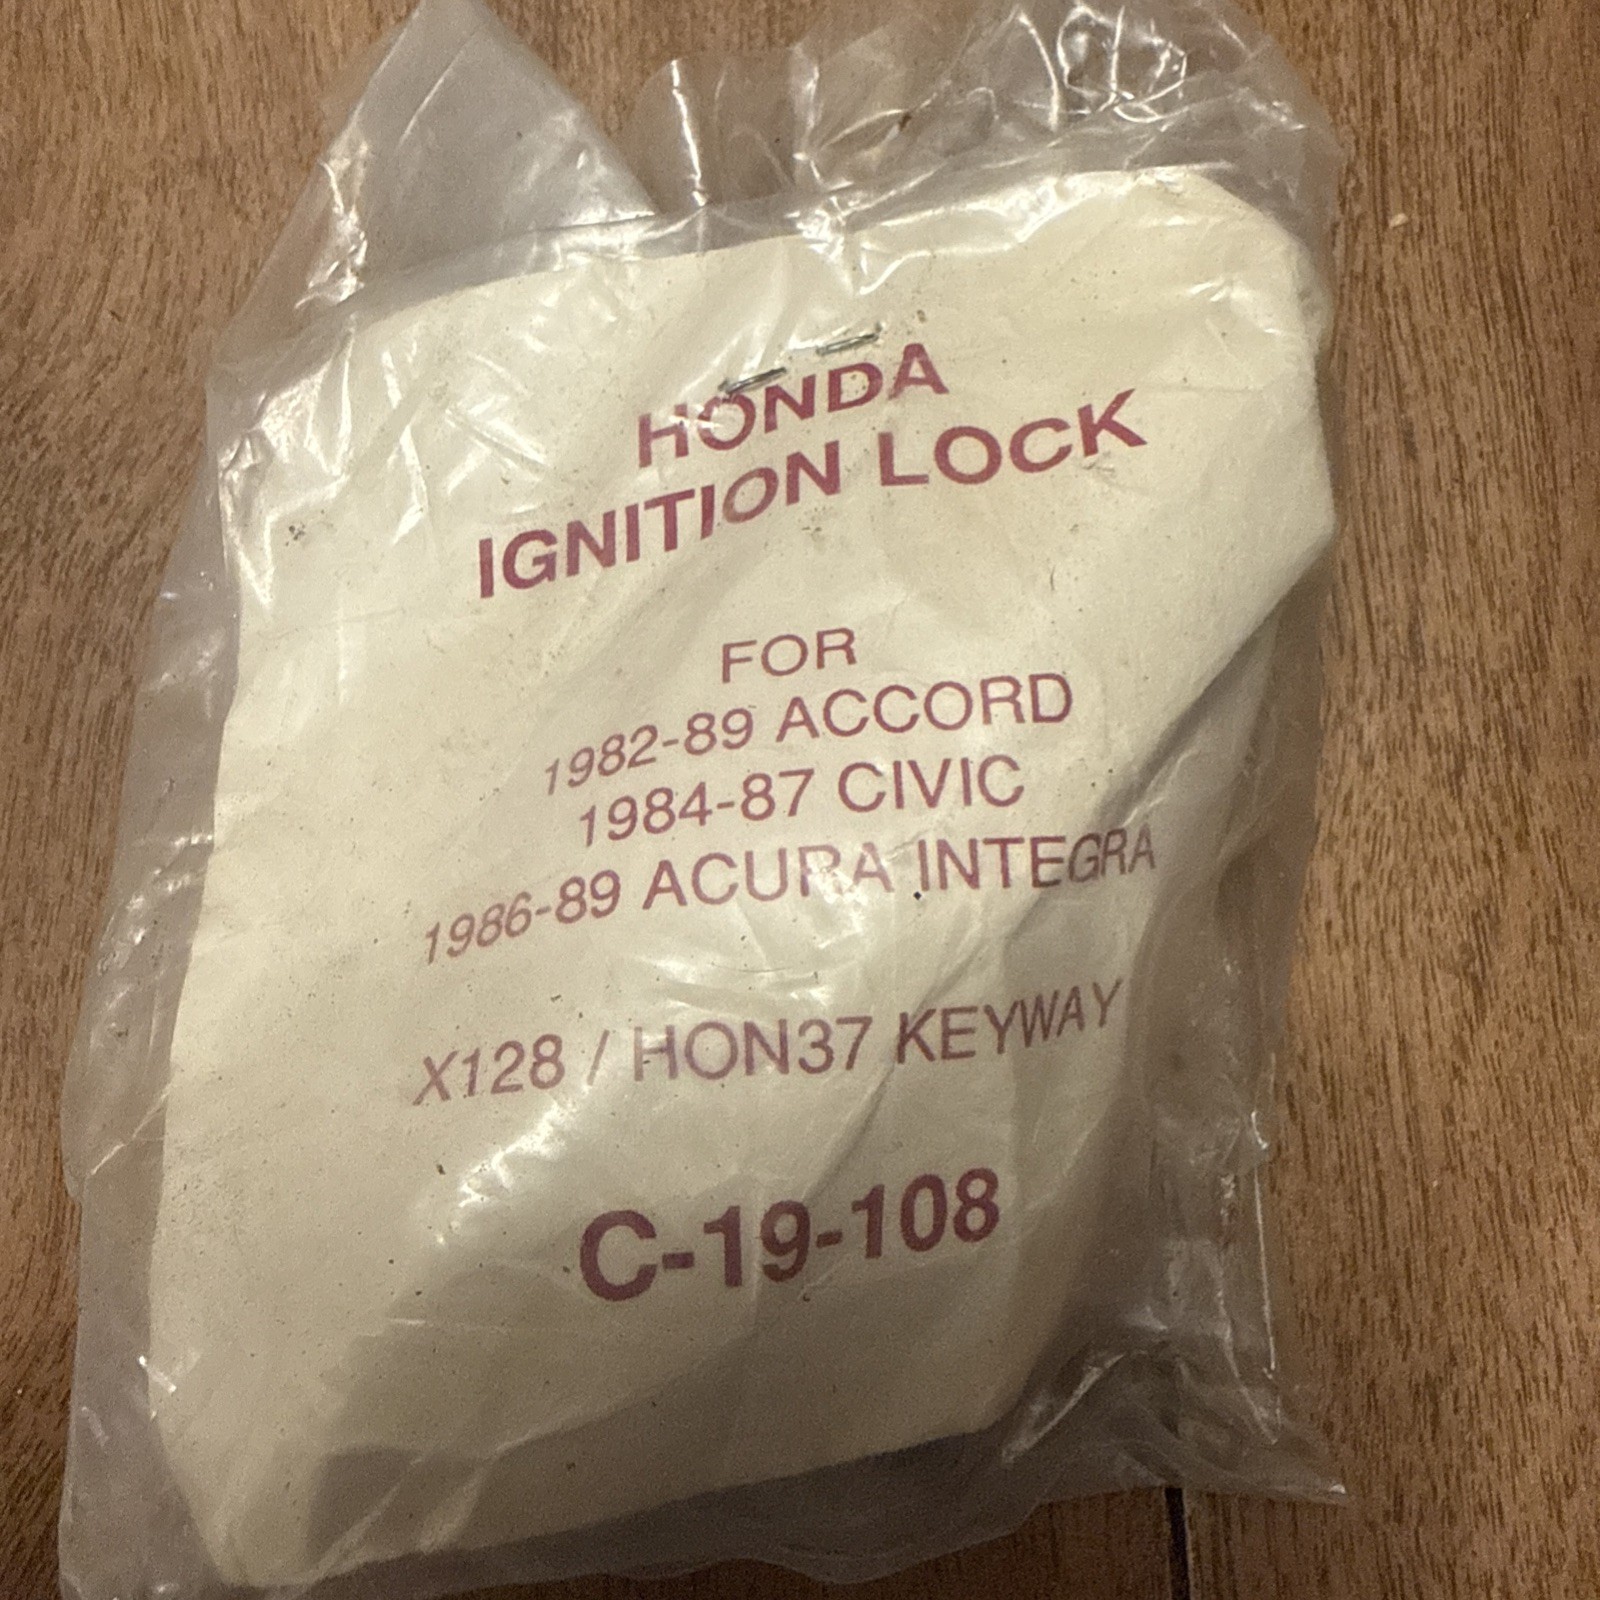 HONDA
IGNITION LOCK
FOR
1982-89 ACCORD
1984-87 CIVIC
1986-89 ACURA INTEGRA
X128 / HON37 KEYWAY
C-19-108